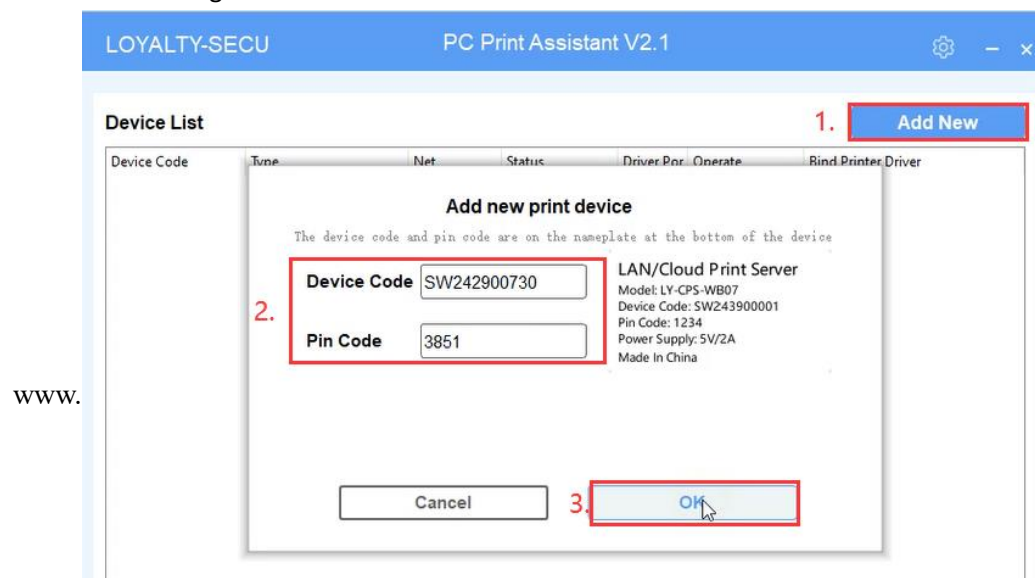 LOYALTY-SECU PC Print Assistant V2.1
Device List 1. Add New
Device Code Type Net Status Driver Por Operate Bind Printer Driver
Add new print device
The device code and pin code are on the nameplate at the bottom of the device
2.
Device Code SW242900730
Pin Code 3851
LAN/Cloud Print Server
Model: LY-CPS-WB07
Device Code: SW243900001
Pin Code: 1234
Power Supply: 5V/2A
Made In China
www.
Cancel 3. OK